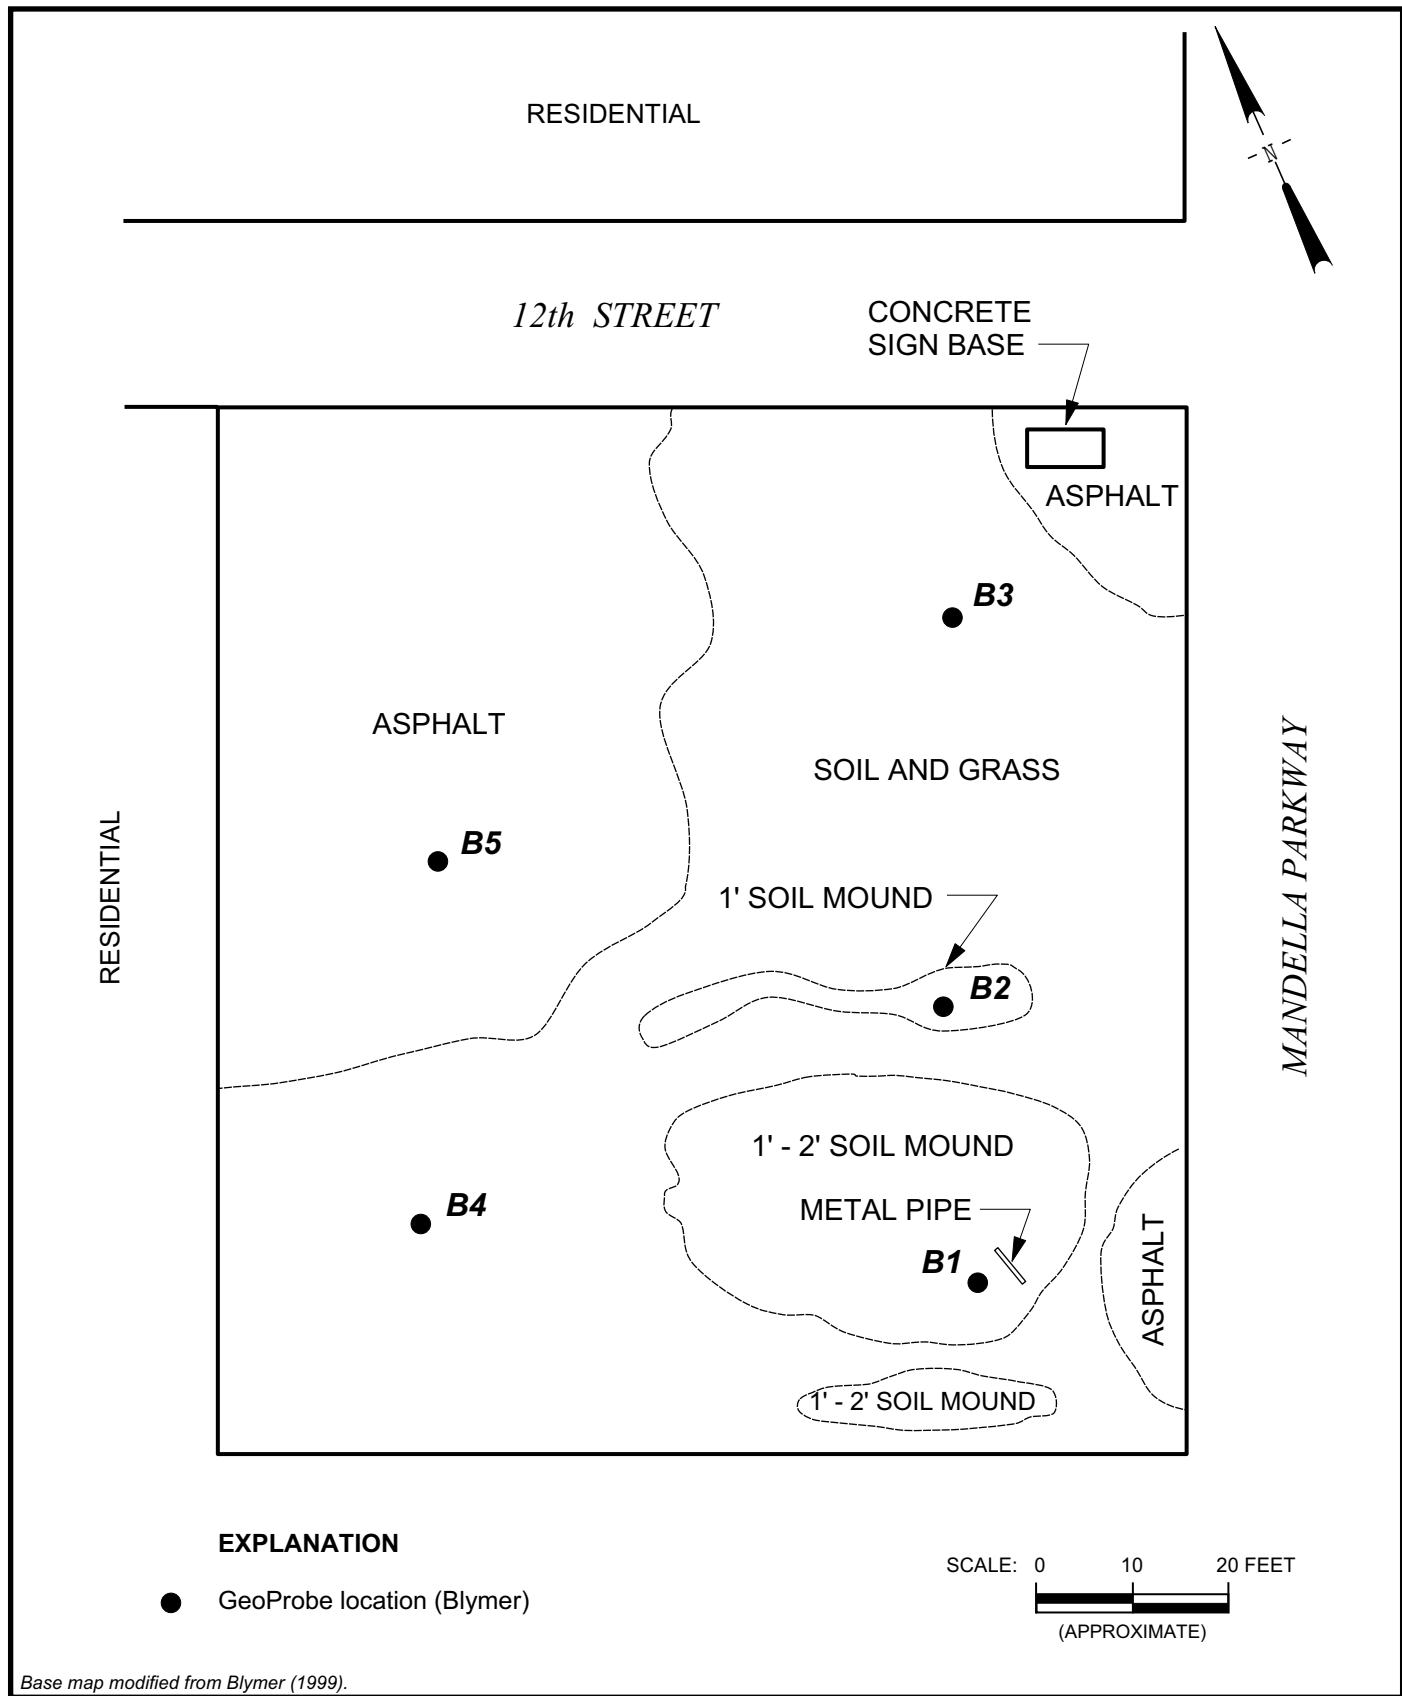 RESIDENTIAL
N
12th STREET
CONCRETE
SIGN BASE
ASPHALT
B3
ASPHALT
SOIL AND GRASS
MANDELLA PARKWAY
RESIDENTIAL
B5
1' SOIL MOUND
B2
1' - 2' SOIL MOUND
B4
METAL PIPE
B1
ASPHALT
1' - 2' SOIL MOUND
EXPLANATION
GeoProbe location (Blymer)
SCALE: 0 10 20 FEET
(APPROXIMATE)
Base map modified from Blymer (1999).